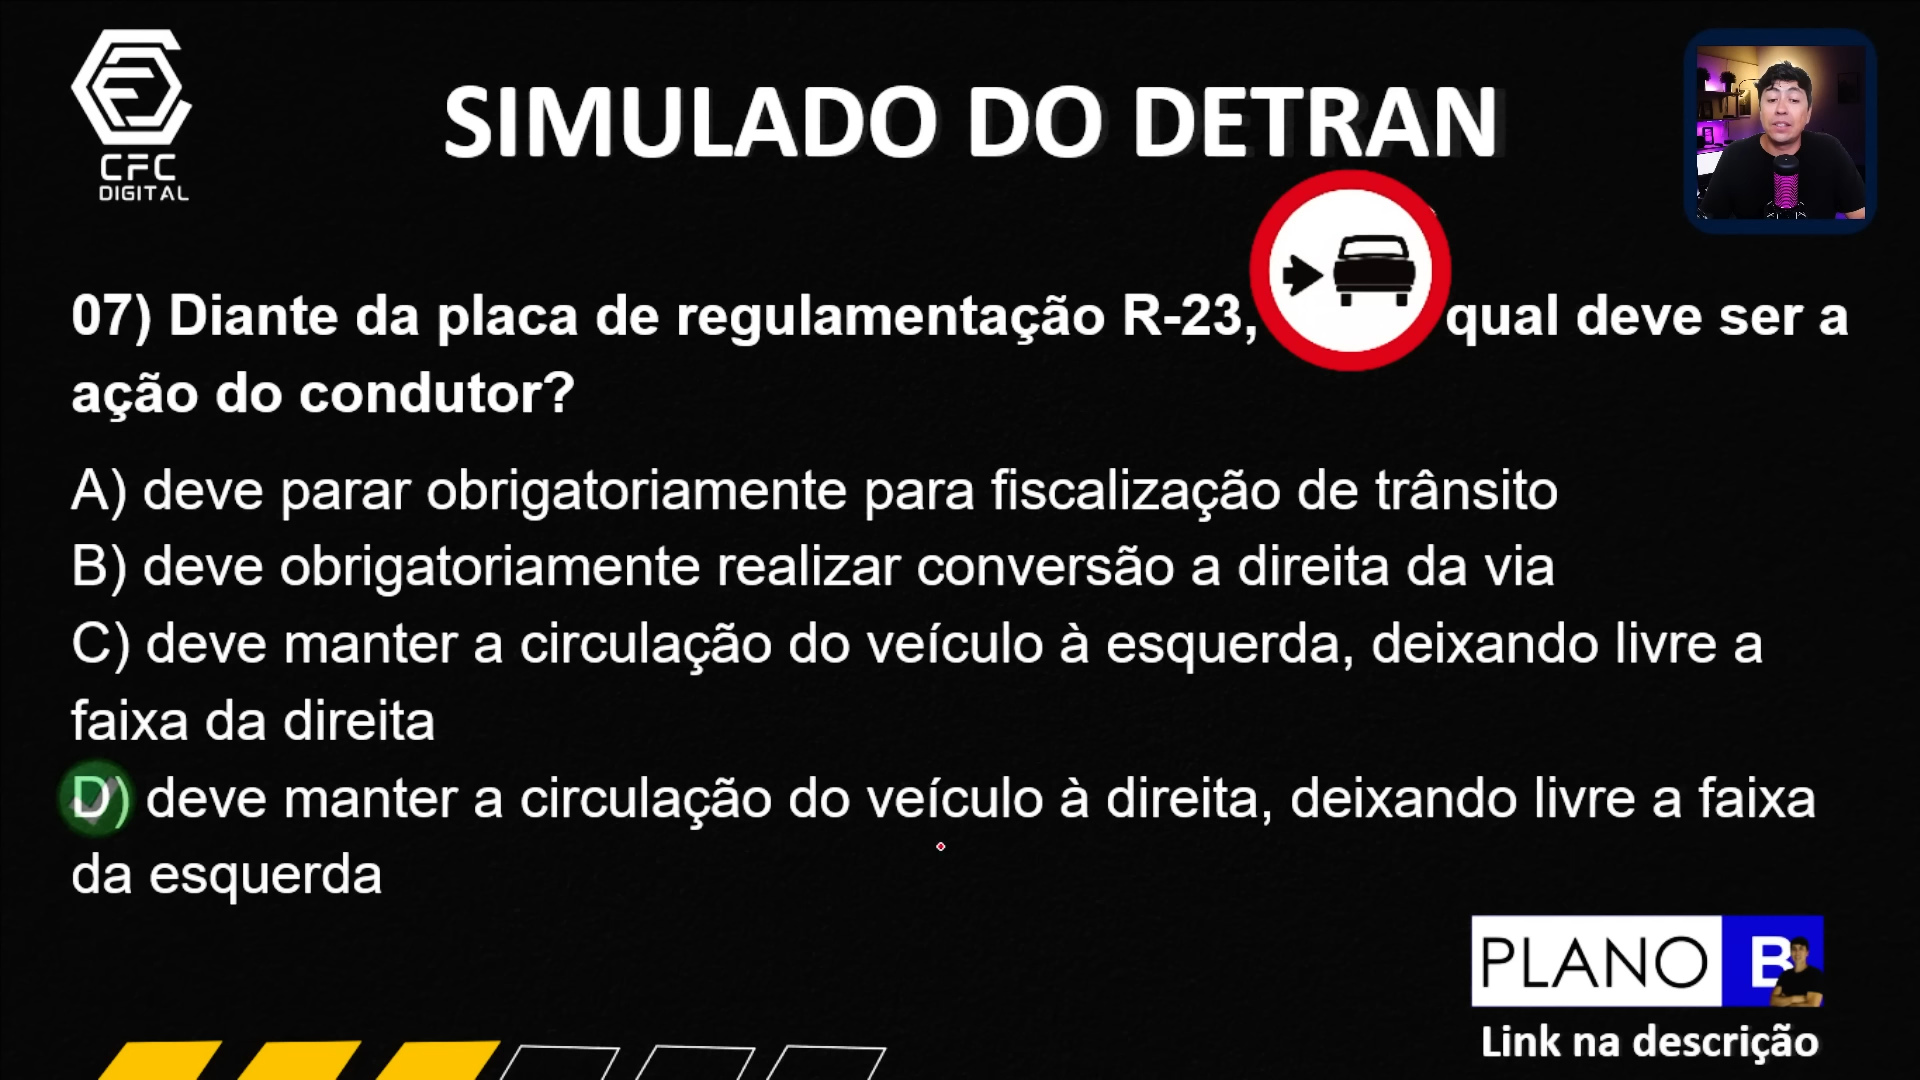 CFC
DIGITAL
SIMULADO DO DETRAN
07) Diante da placa de regulamentação R-23, qual deve ser a
ação do condutor?
A) deve parar obrigatoriamente para fiscalização de trânsito
B) deve obrigatoriamente realizar conversão a direita da via
C) deve manter a circulação do veículo à esquerda, deixando livre a
faixa da direita
D) deve manter a circulação do veículo à direita, deixando livre a faixa
da esquerda
PLANO B
Link na descrição